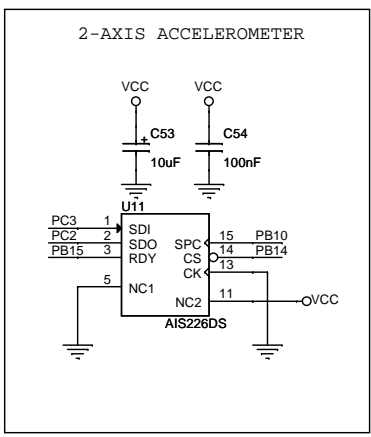 2-AXIS ACCELEROMETER
VCC VCC
+ C53 C54
10uF 100nF
U11
PC3 1 SDI
PC2 2 SDO SPC 15 PB10
PB15 3 RDY CS 14 PB14
CK 13
5 NC1
NC2 11 VCC
AIS226DS